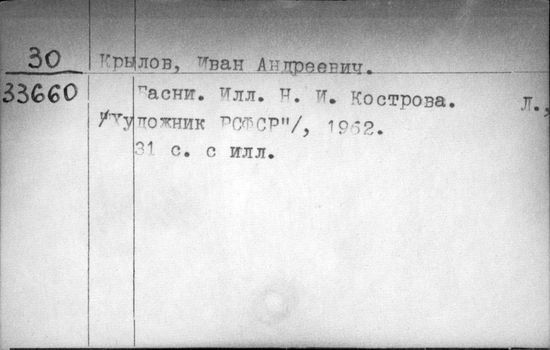 30 Крылов, Иван Андреевич.
33660 Басни. Илл. Н. И. Кострова. Л.,
/"Художник РСФСР"/, 1962.
31 с. с илл.